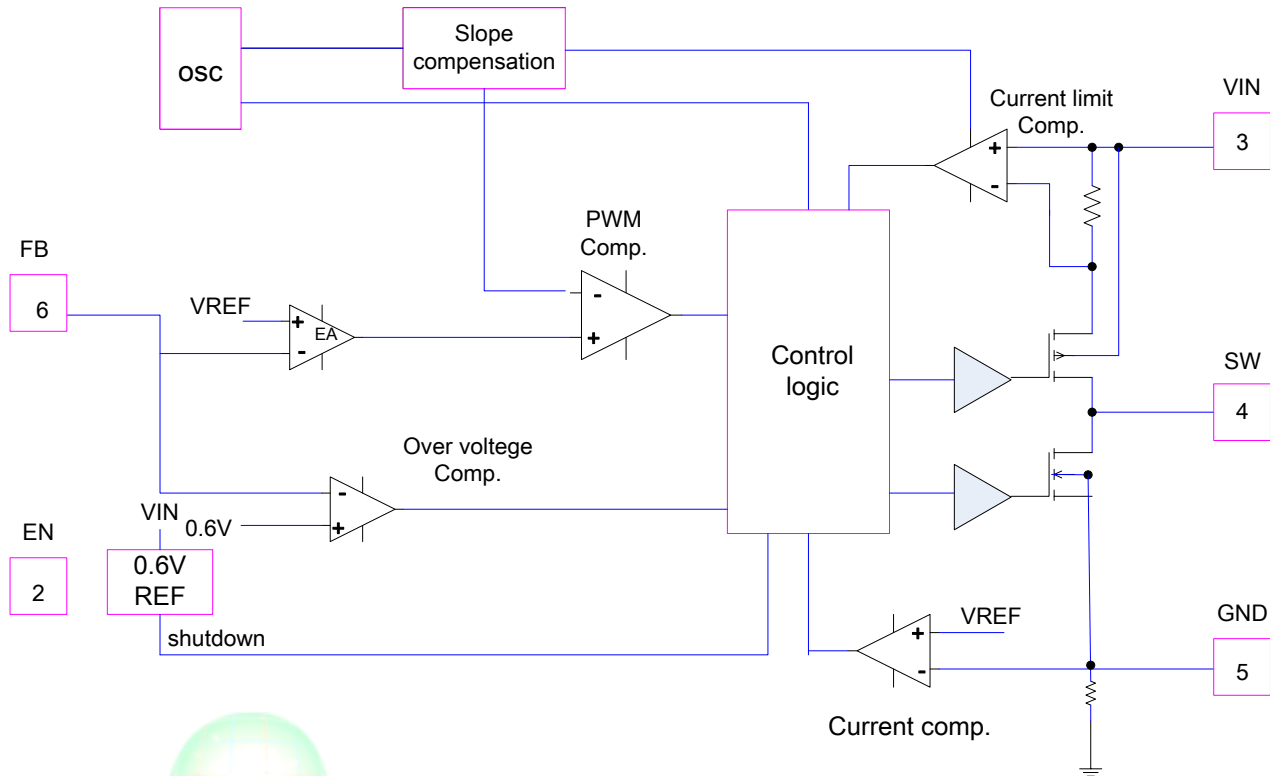 osc
Slope
compensation
Current limit
Comp.
VIN
3
+
-
PWM
Comp.
FB
6
VREF
+
-
EA
-
+
Control
logic
SW
4
Over voltege
Comp.
-
+
VIN
0.6V
EN
2
0.6V
REF
shutdown
VREF
+
-
GND
5
Current comp.